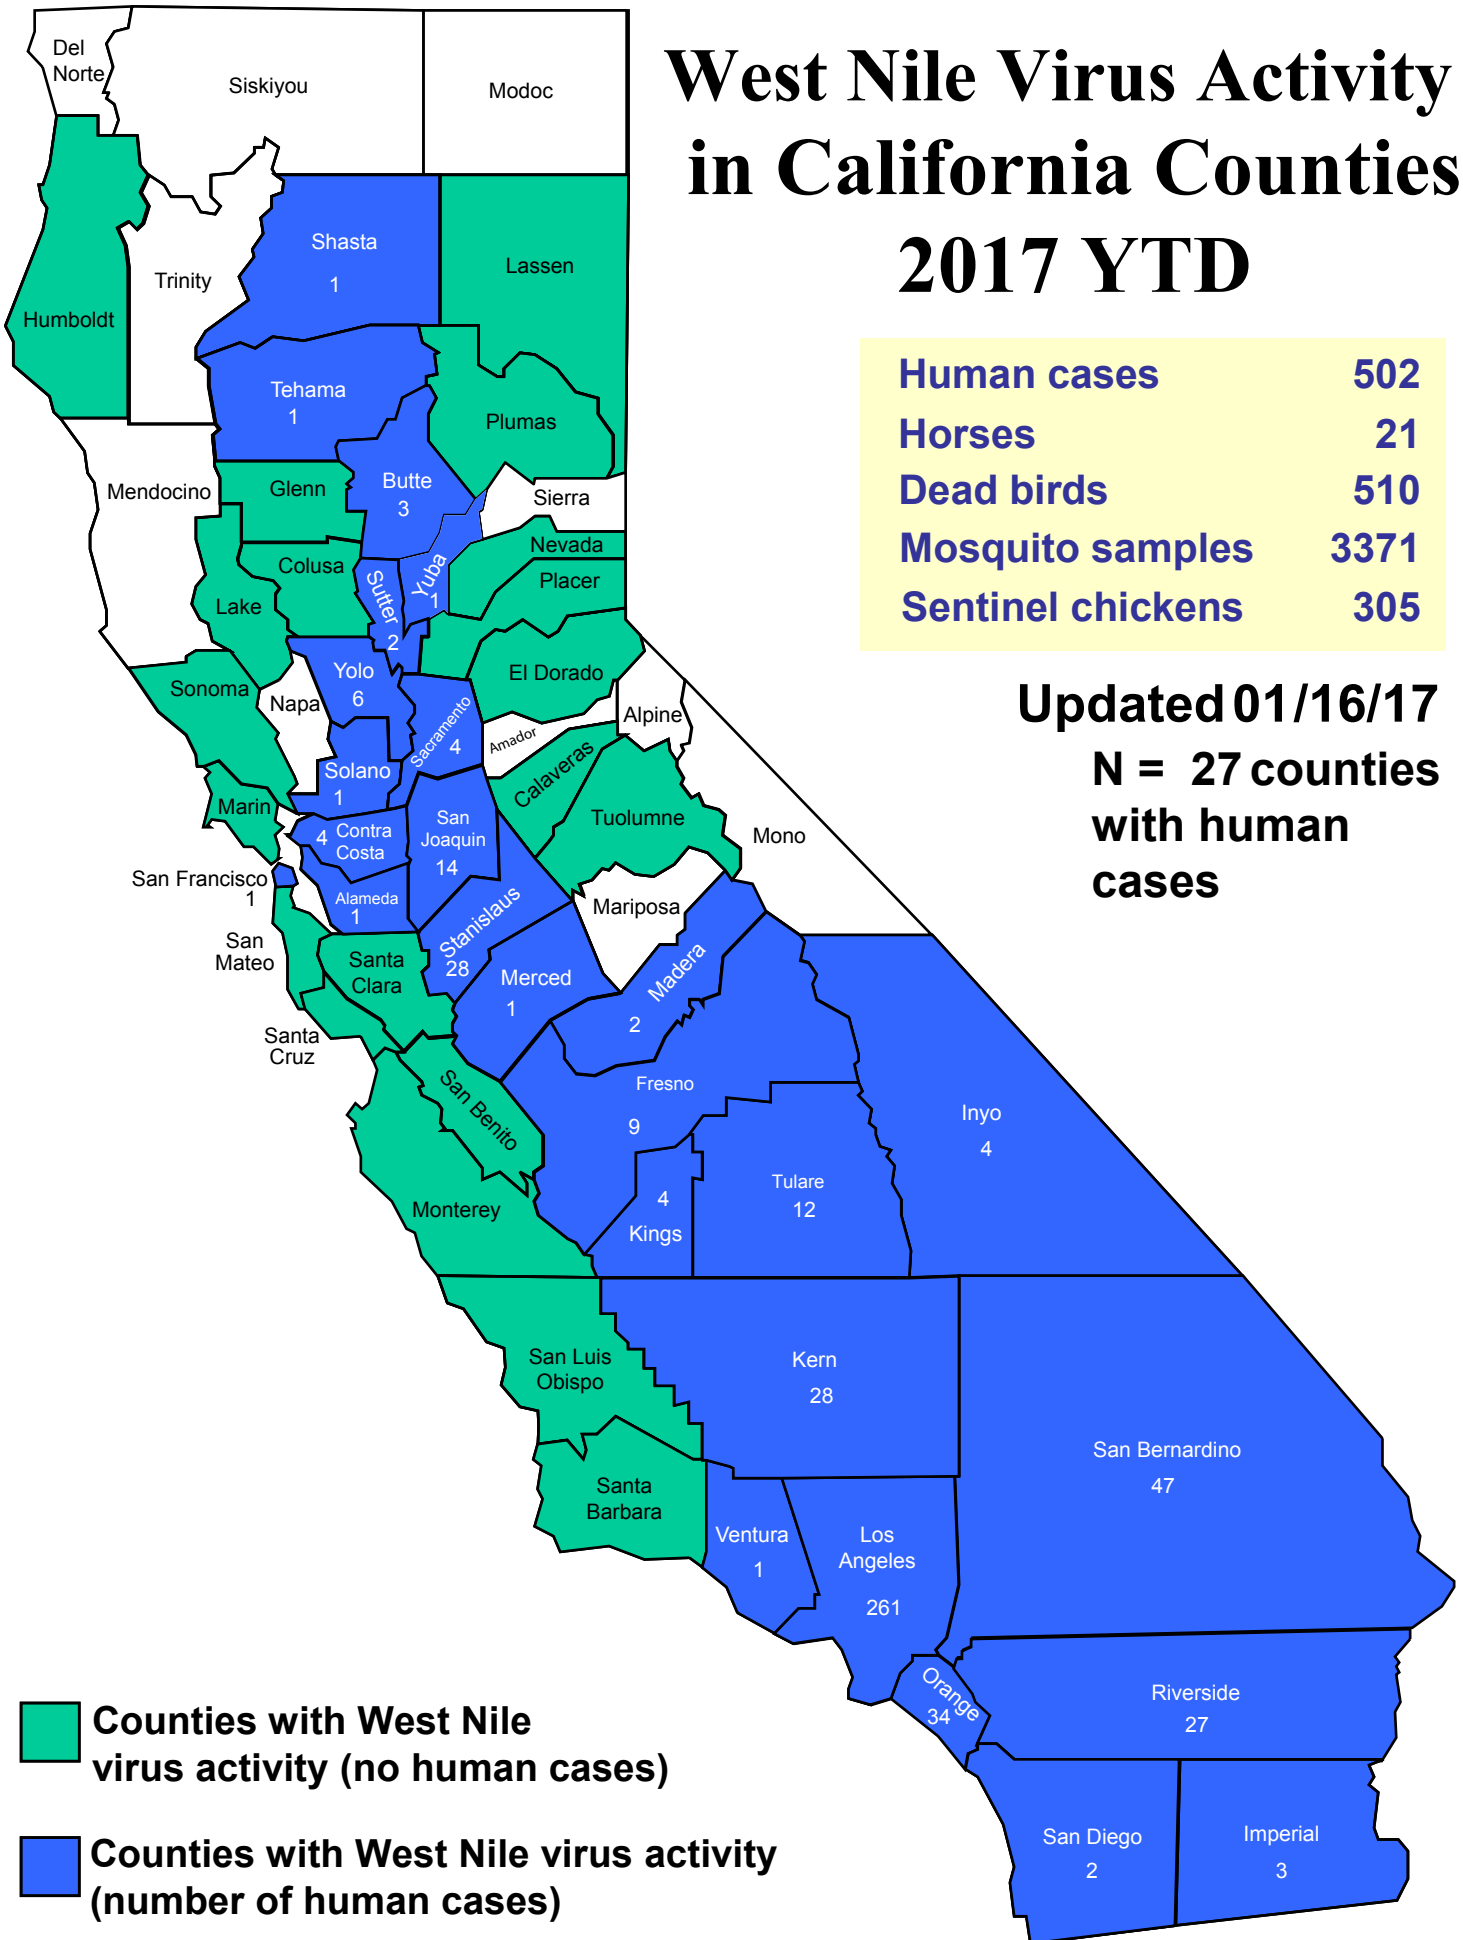 West Nile Virus Activity
in California Counties
2017 YTD
Human cases 502
Horses 21
Dead birds 510
Mosquito samples 3371
Sentinel chickens 305
Updated 01/16/17
N = 27 counties
with human
cases
Del
Norte
Siskiyou
Modoc
Humboldt
Trinity
Shasta
1
Lassen
Tehama
1
Plumas
Mendocino
Glenn
Butte
3
Sierra
Colusa
Nevada
Placer
Lake
Sutter
2
Yuba
1
Yolo
6
El Dorado
Sonoma
Napa
Sacramento
4
Amador
Alpine
Solano
1
Calaveras
Marin
4 Contra
Costa
San
Joaquin
14
Tuolumne
Mono
San Francisco
1
Alameda
1
Stanislaus
28
Mariposa
San
Mateo
Santa
Clara
Merced
1
Madera
2
Santa
Cruz
San Benito
Fresno
9
Inyo
4
Monterey
4
Kings
Tulare
12
San Luis
Obispo
Kern
28
San Bernardino
47
Santa
Barbara
Ventura
1
Los
Angeles
261
Orange
34
Riverside
27
San Diego
2
Imperial
3
Counties with West Nile
virus activity (no human cases)
Counties with West Nile virus activity
(number of human cases)